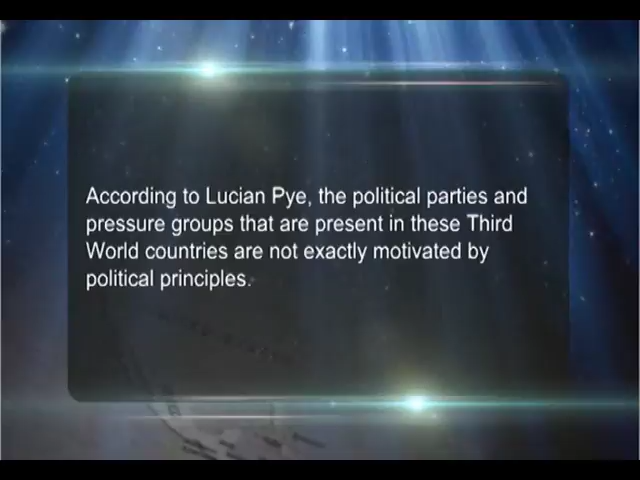 According to Lucian Pye, the political parties and
pressure groups that are present in these Third
World countries are not exactly motivated by
political principles.